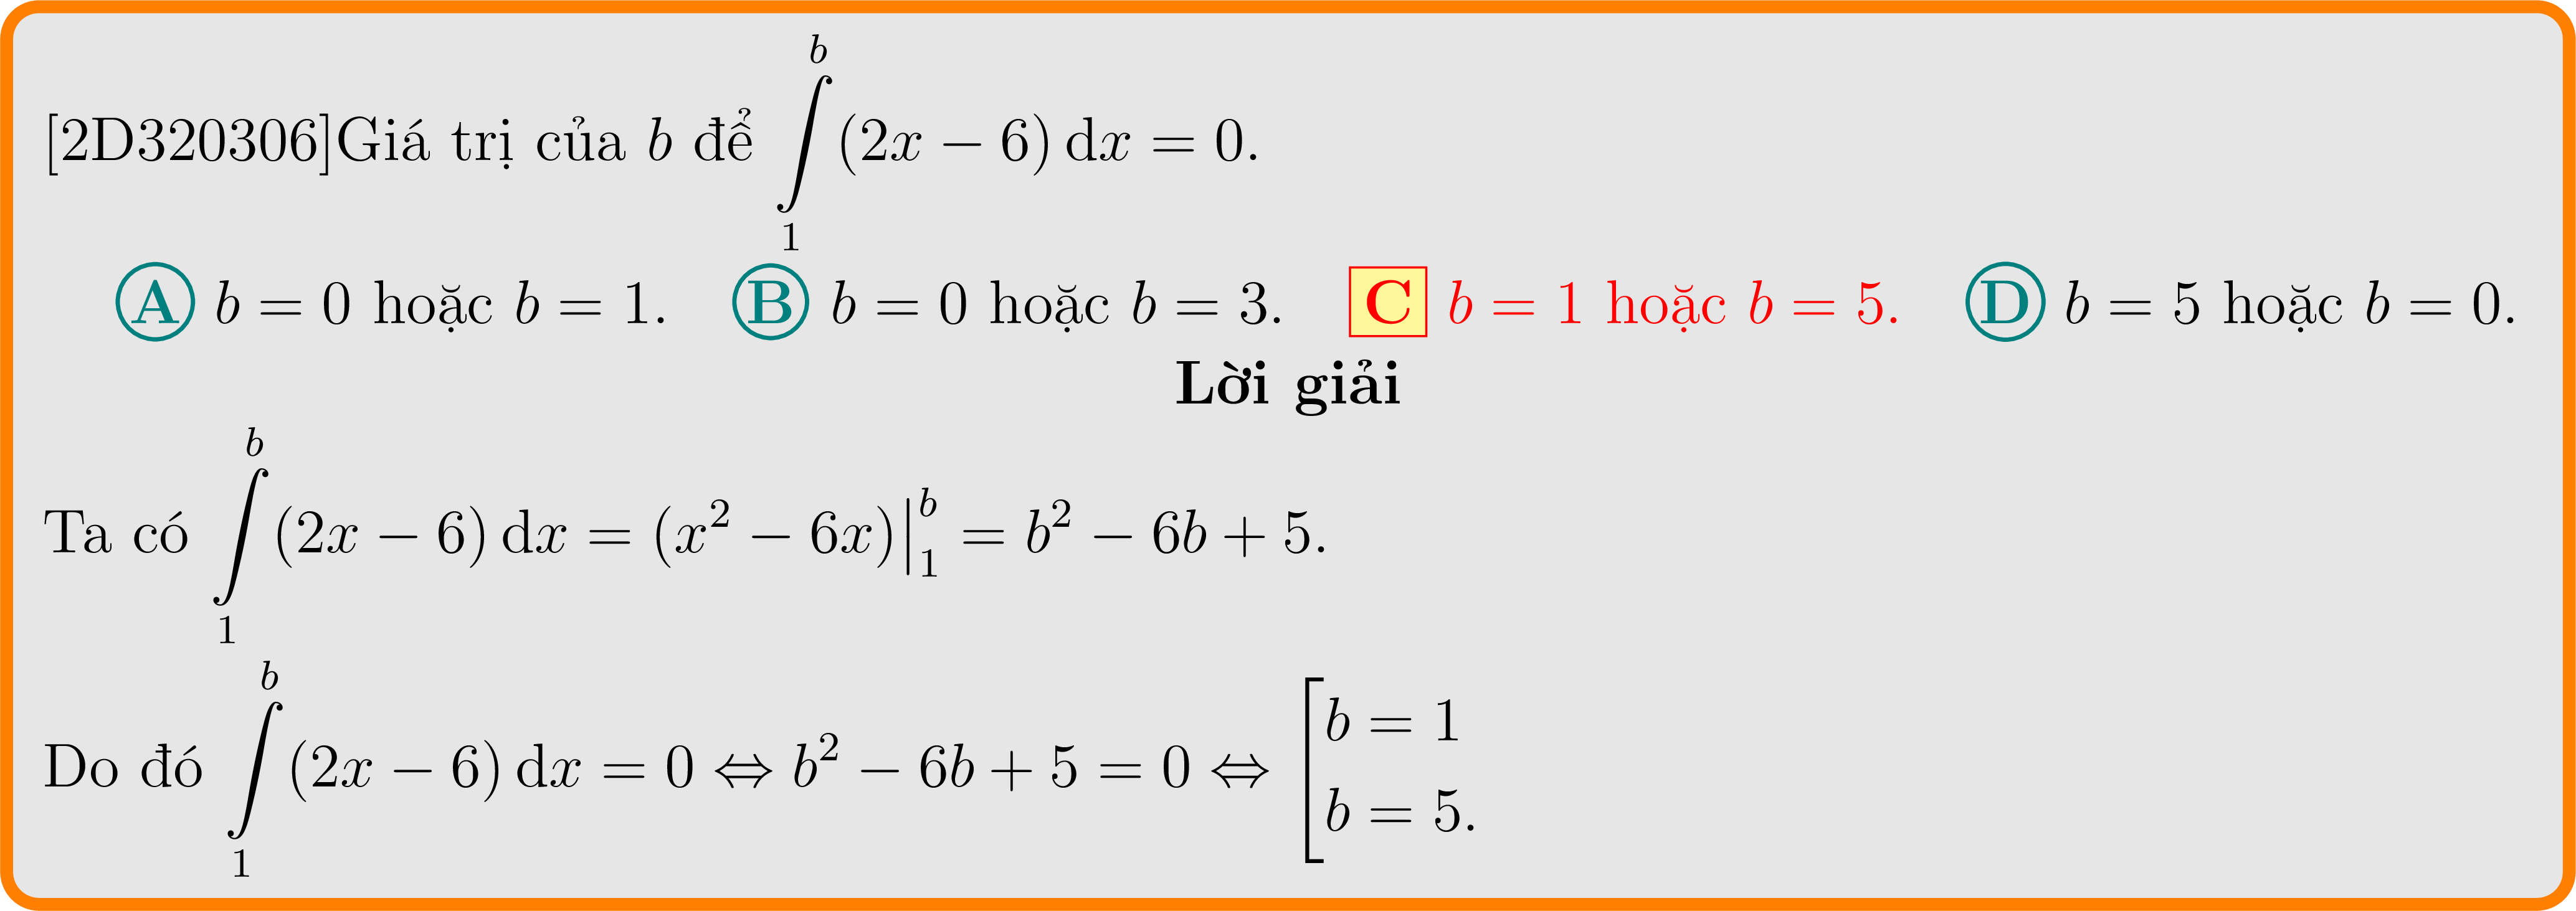 [2D320306]Giá trị của $b$ để $\int\limits_1^b (2x-6)\,\mathrm{d}x = 0.$
Ⓐ $b = 0$ hoặc $b = 1.$ Ⓑ $b = 0$ hoặc $b = 3.$ C $b = 1$ hoặc $b = 5.$ Ⓓ $b = 5$ hoặc $b = 0.$
Lời giải
Ta có $\int\limits_1^b (2x-6)\,\mathrm{d}x = (x^2-6x)\big|_1^b = b^2-6b+5.$
Do đó $\int\limits_1^b (2x-6)\,\mathrm{d}x = 0 \Leftrightarrow b^2-6b+5 = 0 \Leftrightarrow \left[\begin{array}{l} b = 1 \\ b = 5. \end{array}\right.$